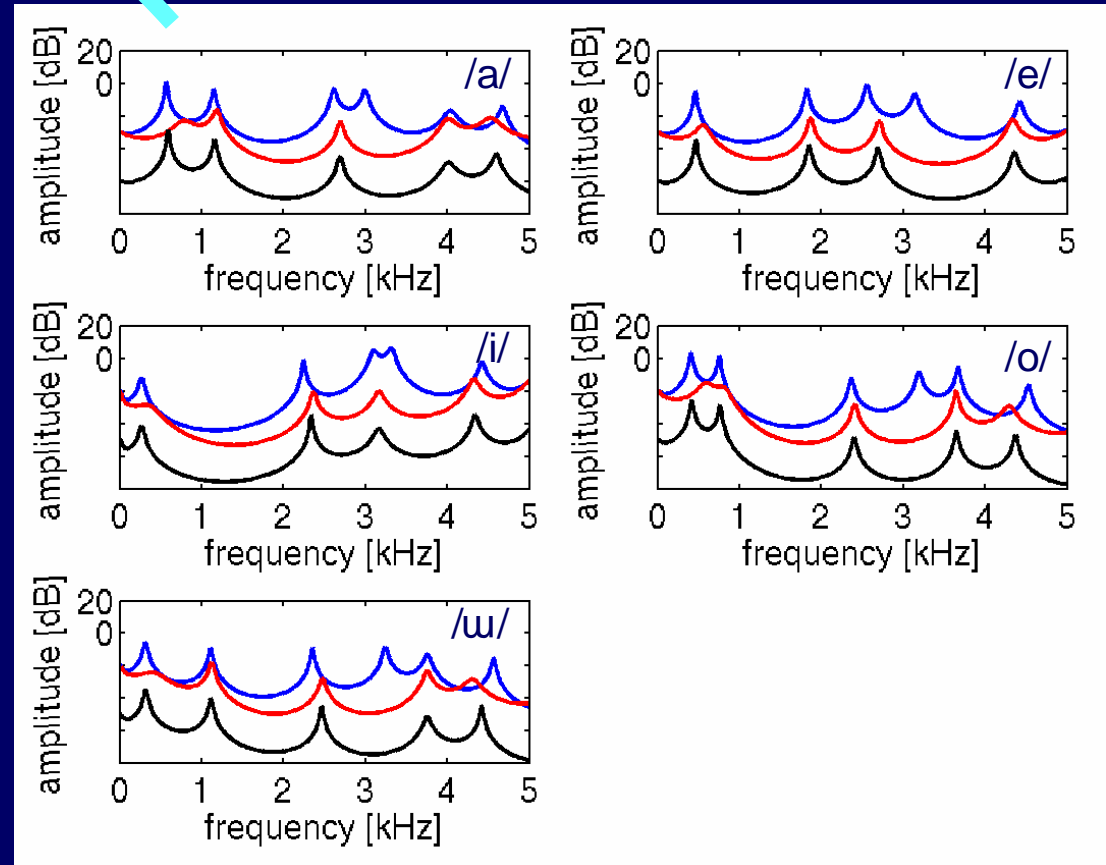 amplitude [dB]
20
0
/a/
0 1 2 3 4 5
frequency [kHz]
amplitude [dB]
20
0
/e/
0 1 2 3 4 5
frequency [kHz]
amplitude [dB]
20
0
/i/
0 1 2 3 4 5
frequency [kHz]
amplitude [dB]
20
0
/o/
0 1 2 3 4 5
frequency [kHz]
amplitude [dB]
20
0
/ɯ/
0 1 2 3 4 5
frequency [kHz]